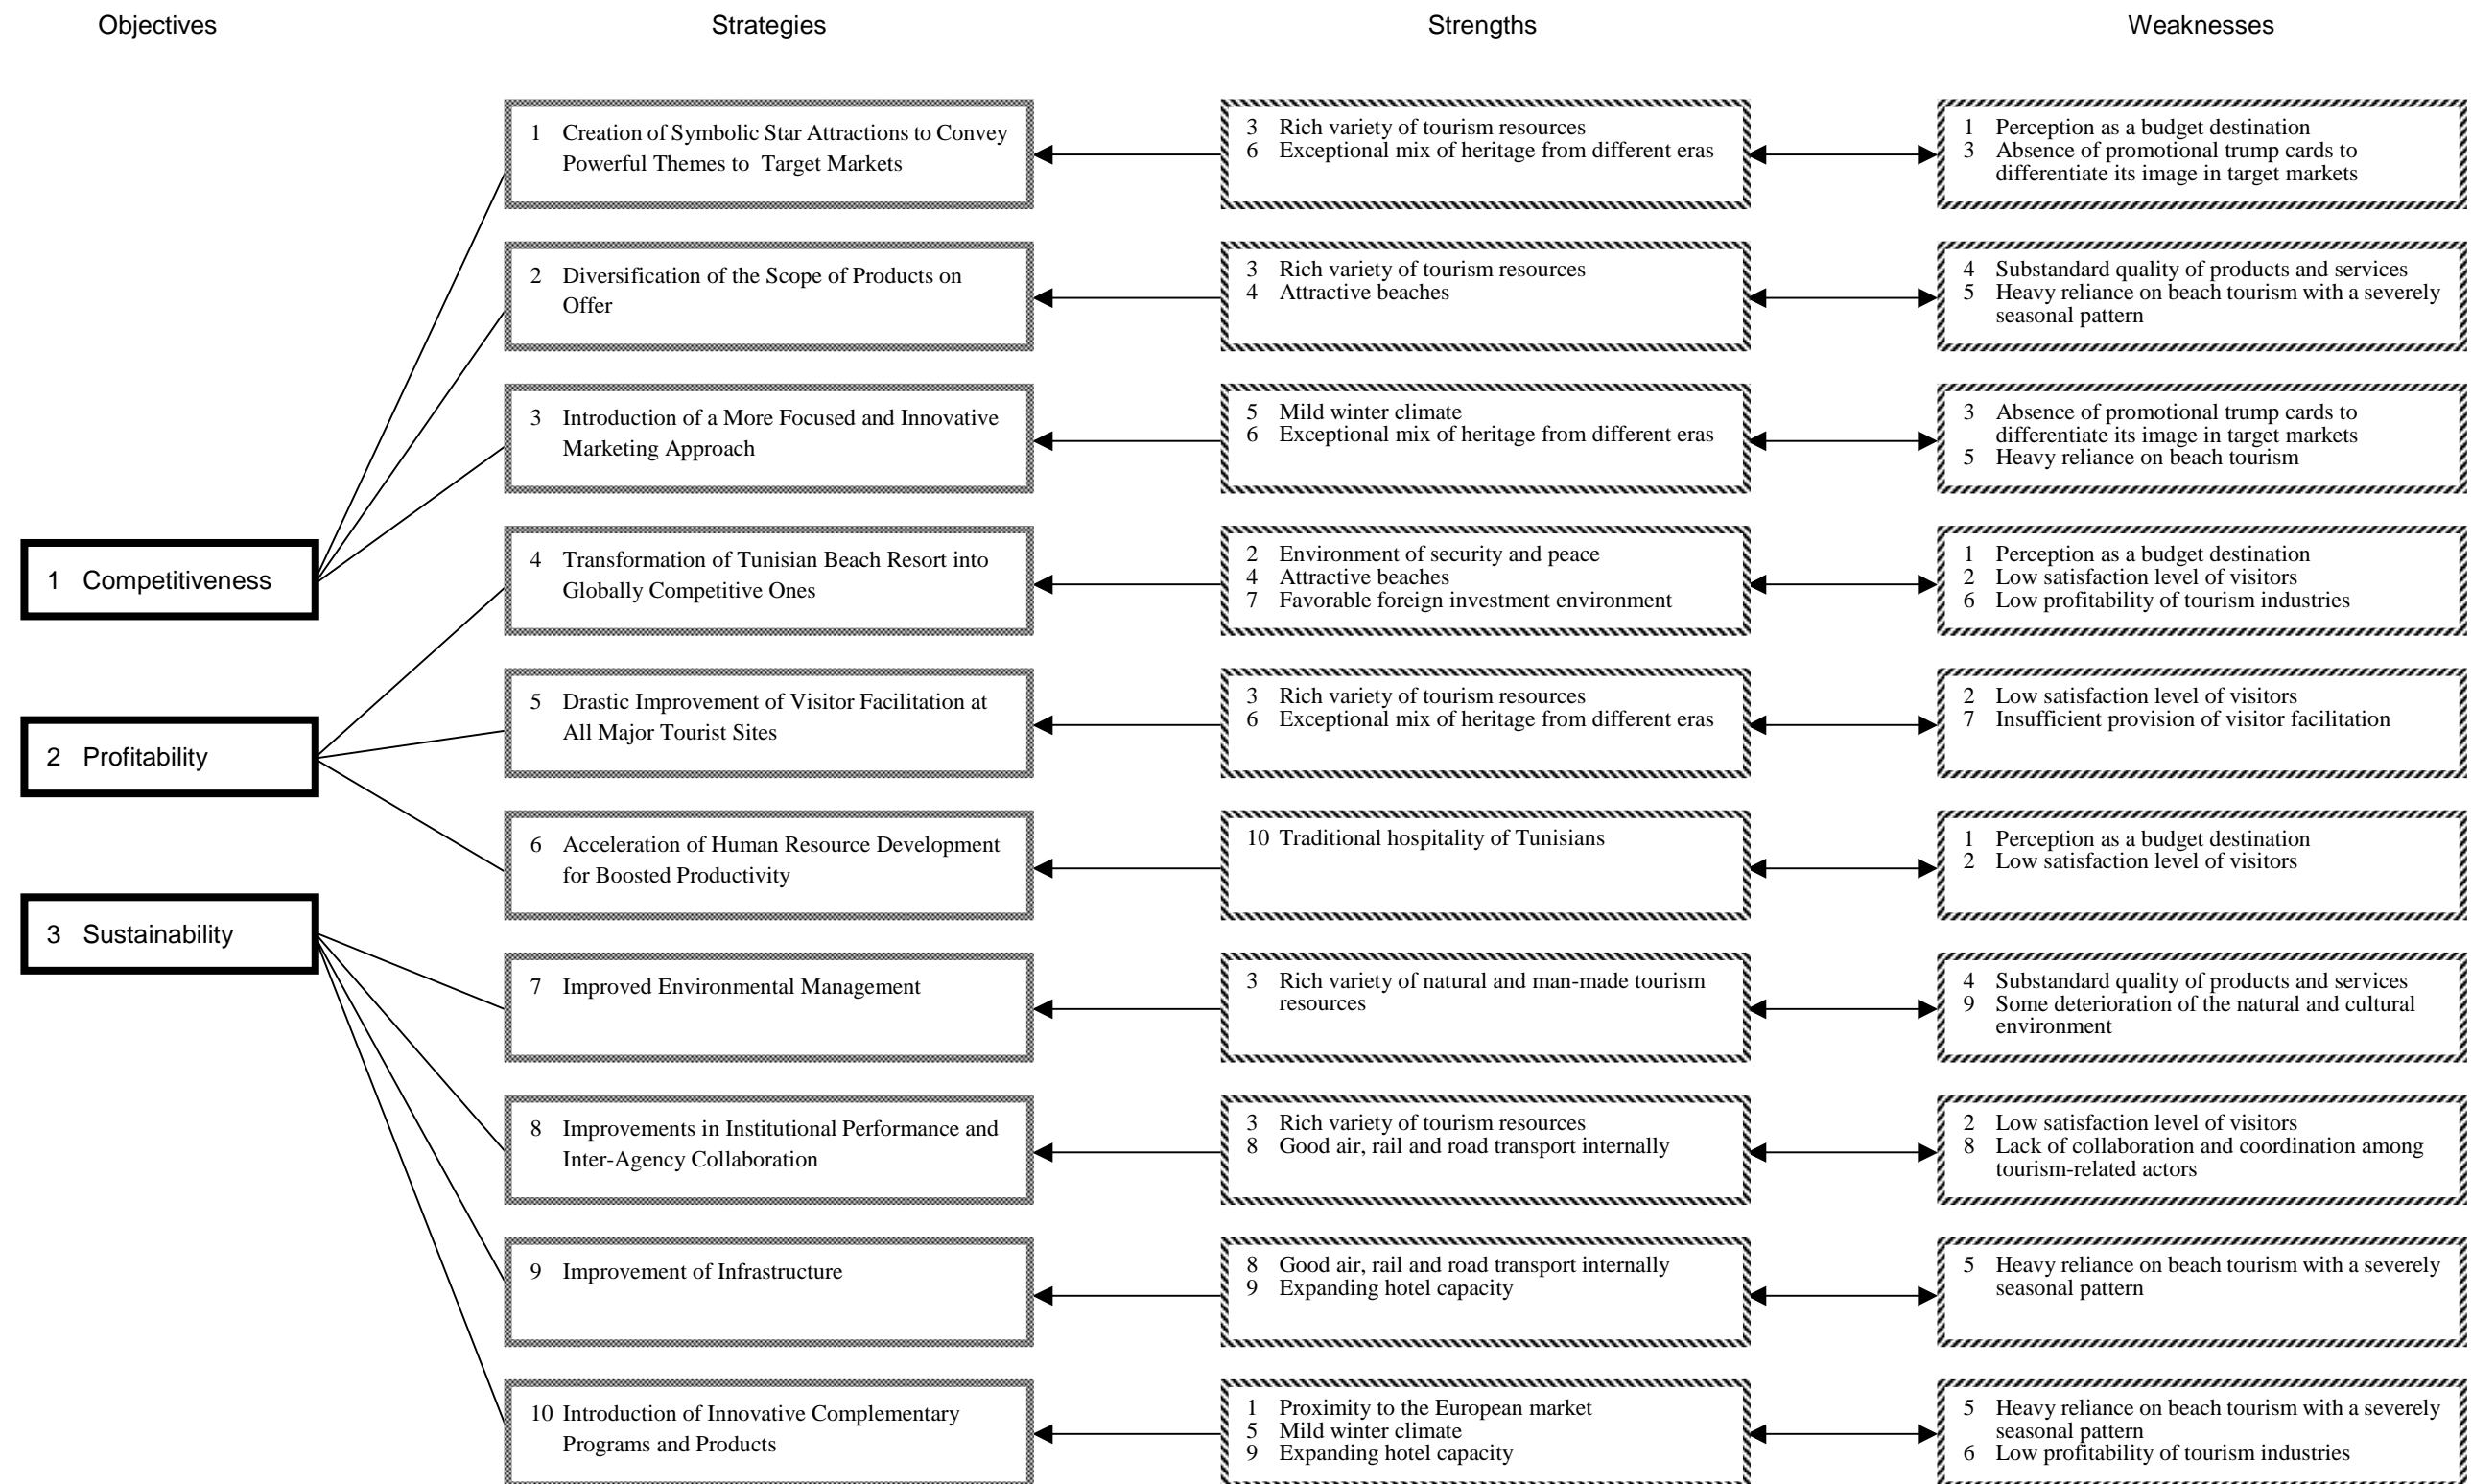 Objectives
Strategies
Strengths
Weaknesses
1 Creation of Symbolic Star Attractions to Convey
Powerful Themes to Target Markets
3 Rich variety of tourism resources
6 Exceptional mix of heritage from different eras
1 Perception as a budget destination
3 Absence of promotional trump cards to
differentiate its image in target markets
2 Diversification of the Scope of Products on
Offer
3 Rich variety of tourism resources
4 Attractive beaches
4 Substandard quality of products and services
5 Heavy reliance on beach tourism with a severely
seasonal pattern
3 Introduction of a More Focused and Innovative
Marketing Approach
5 Mild winter climate
6 Exceptional mix of heritage from different eras
3 Absence of promotional trump cards to
differentiate its image in target markets
5 Heavy reliance on beach tourism
1 Competitiveness
4 Transformation of Tunisian Beach Resort into
Globally Competitive Ones
2 Environment of security and peace
4 Attractive beaches
7 Favorable foreign investment environment
1 Perception as a budget destination
2 Low satisfaction level of visitors
6 Low profitability of tourism industries
2 Profitability
5 Drastic Improvement of Visitor Facilitation at
All Major Tourist Sites
3 Rich variety of tourism resources
6 Exceptional mix of heritage from different eras
2 Low satisfaction level of visitors
7 Insufficient provision of visitor facilitation
6 Acceleration of Human Resource Development
for Boosted Productivity
10 Traditional hospitality of Tunisians
1 Perception as a budget destination
2 Low satisfaction level of visitors
3 Sustainability
7 Improved Environmental Management
3 Rich variety of natural and man-made tourism
resources
4 Substandard quality of products and services
9 Some deterioration of the natural and cultural
environment
8 Improvements in Institutional Performance and
Inter-Agency Collaboration
3 Rich variety of tourism resources
8 Good air, rail and road transport internally
2 Low satisfaction level of visitors
8 Lack of collaboration and coordination among
tourism-related actors
9 Improvement of Infrastructure
8 Good air, rail and road transport internally
9 Expanding hotel capacity
5 Heavy reliance on beach tourism with a severely
seasonal pattern
10 Introduction of Innovative Complementary
Programs and Products
1 Proximity to the European market
5 Mild winter climate
9 Expanding hotel capacity
5 Heavy reliance on beach tourism with a severely
seasonal pattern
6 Low profitability of tourism industries